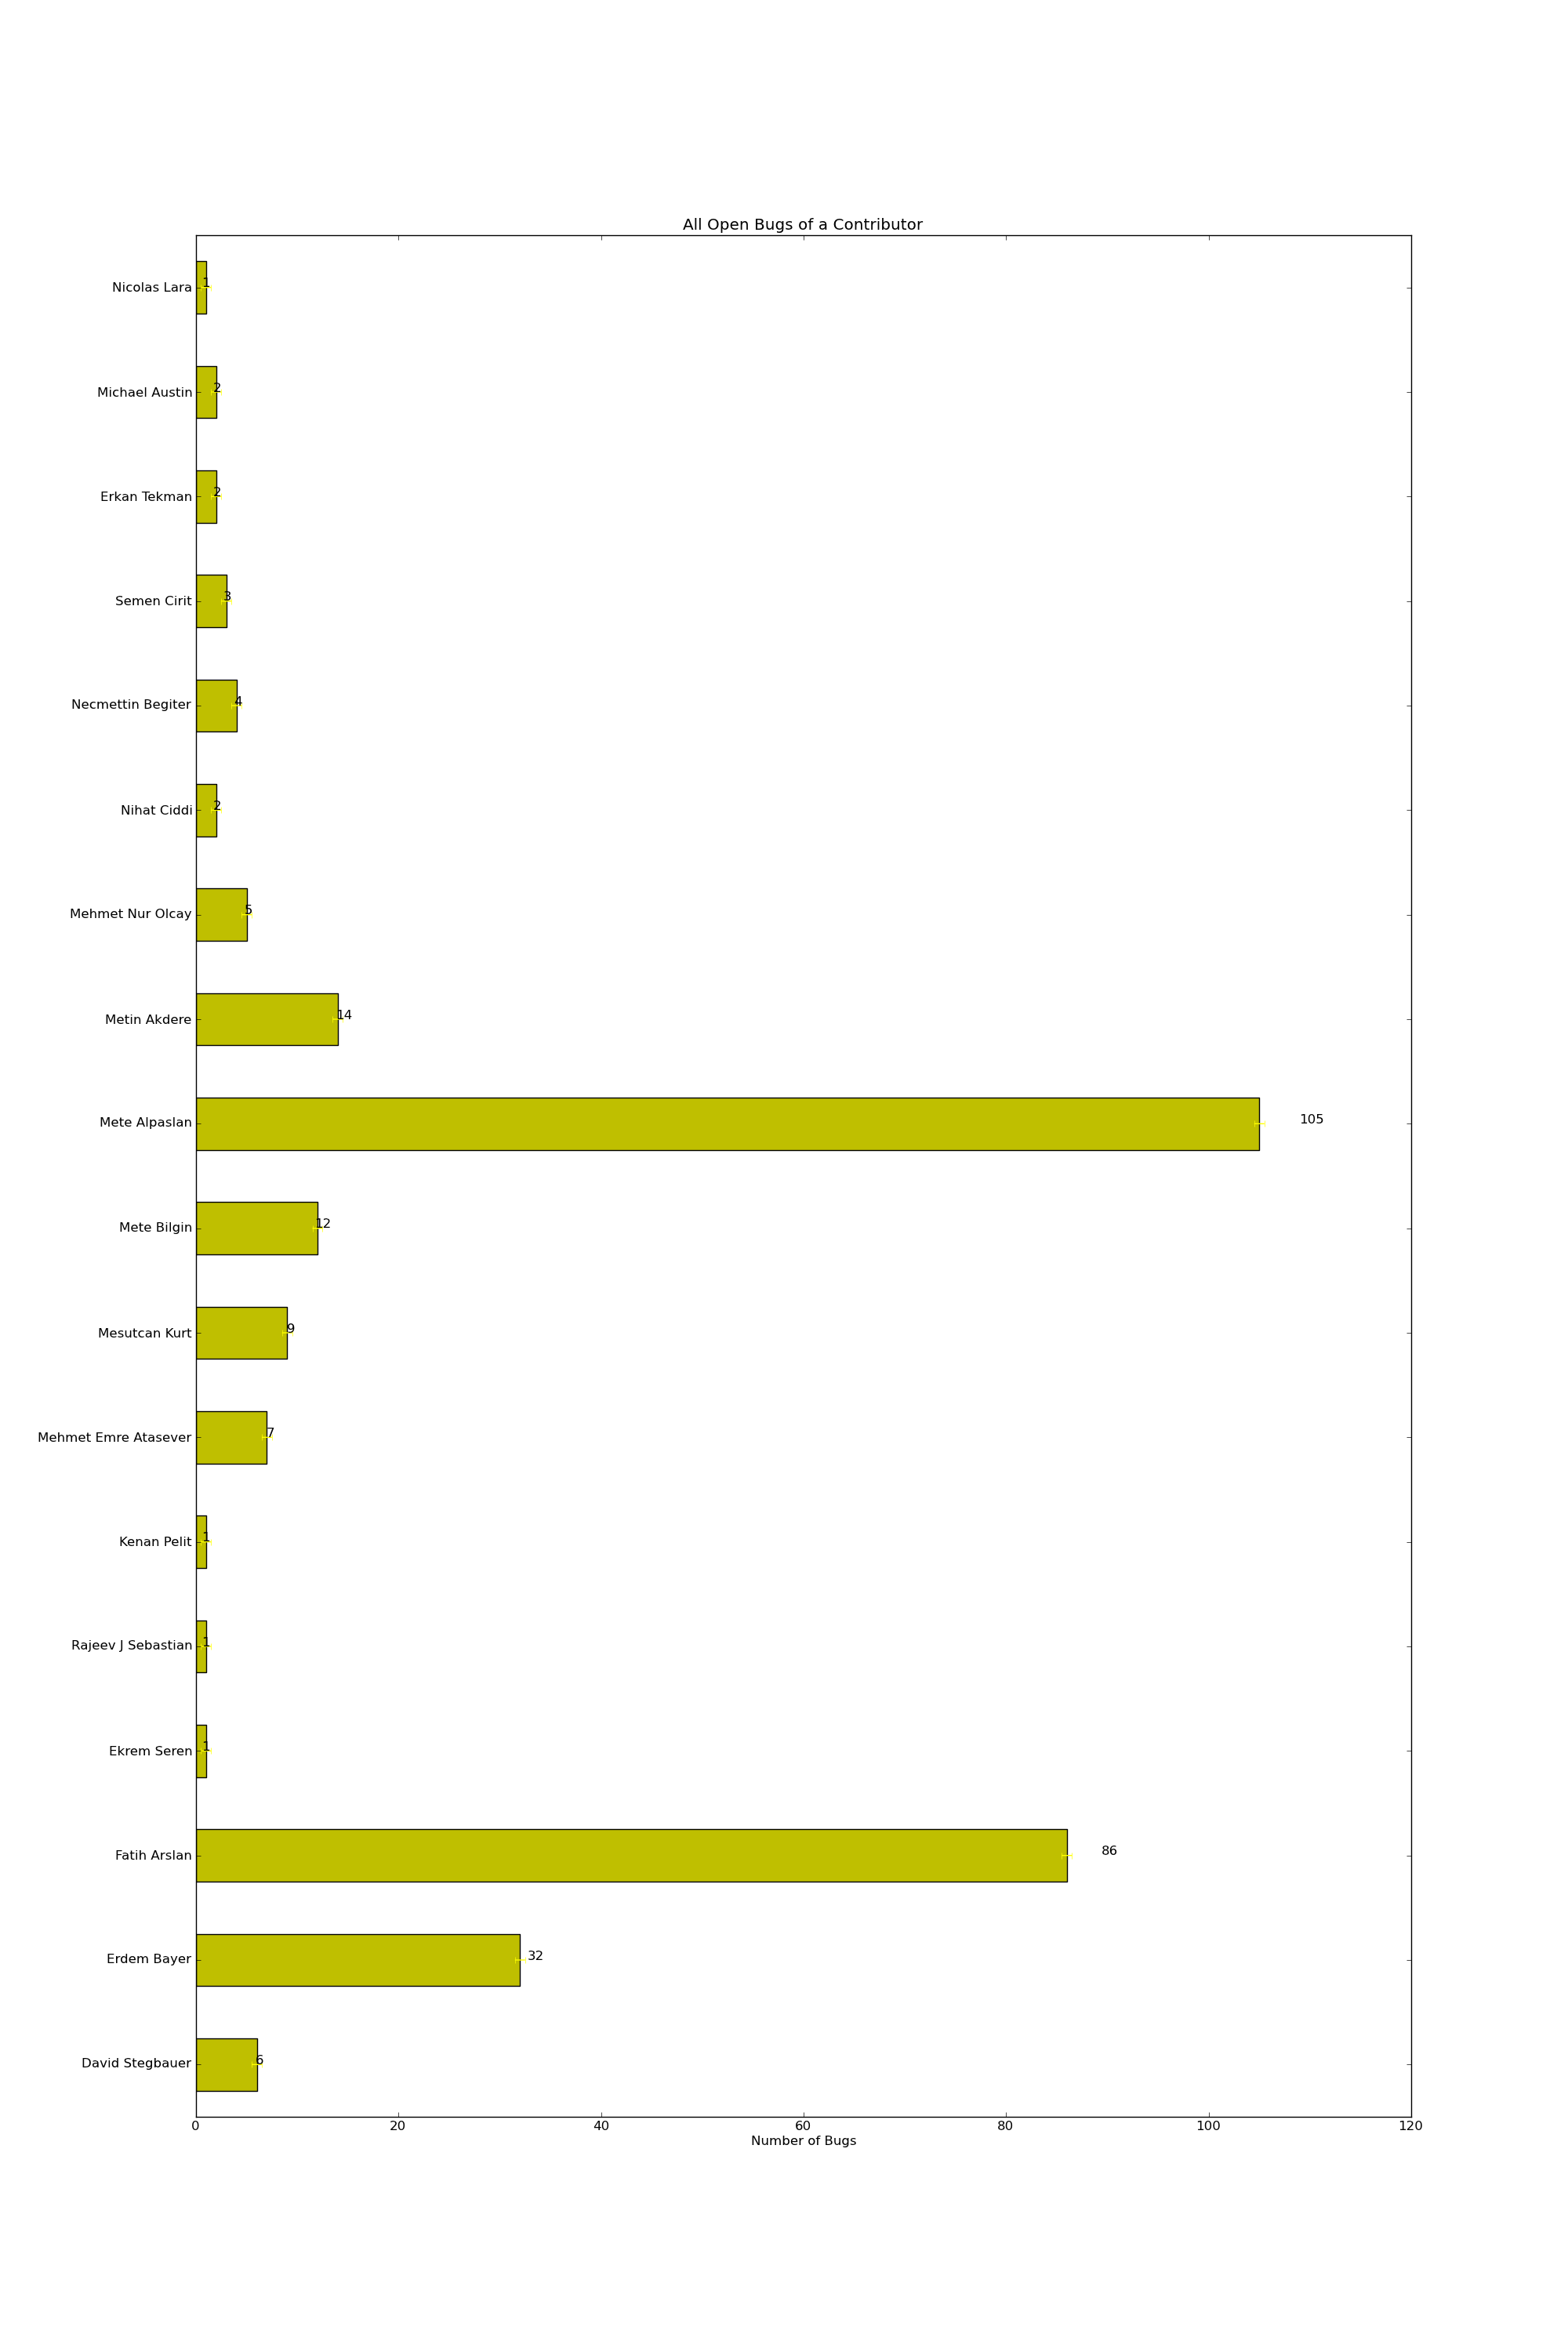 All Open Bugs of a Contributor
Nicolas Lara 1
Michael Austin 2
Erkan Tekman 2
Semen Cirit 3
Necmettin Begiter 4
Nihat Ciddi 2
Mehmet Nur Olcay 5
Metin Akdere 14
Mete Alpaslan 105
Mete Bilgin 12
Mesutcan Kurt 9
Mehmet Emre Atasever 7
Kenan Pelit 1
Rajeev J Sebastian 1
Ekrem Seren 1
Fatih Arslan 86
Erdem Bayer 32
David Stegbauer 6
0 20 40 60 80 100 120
Number of Bugs